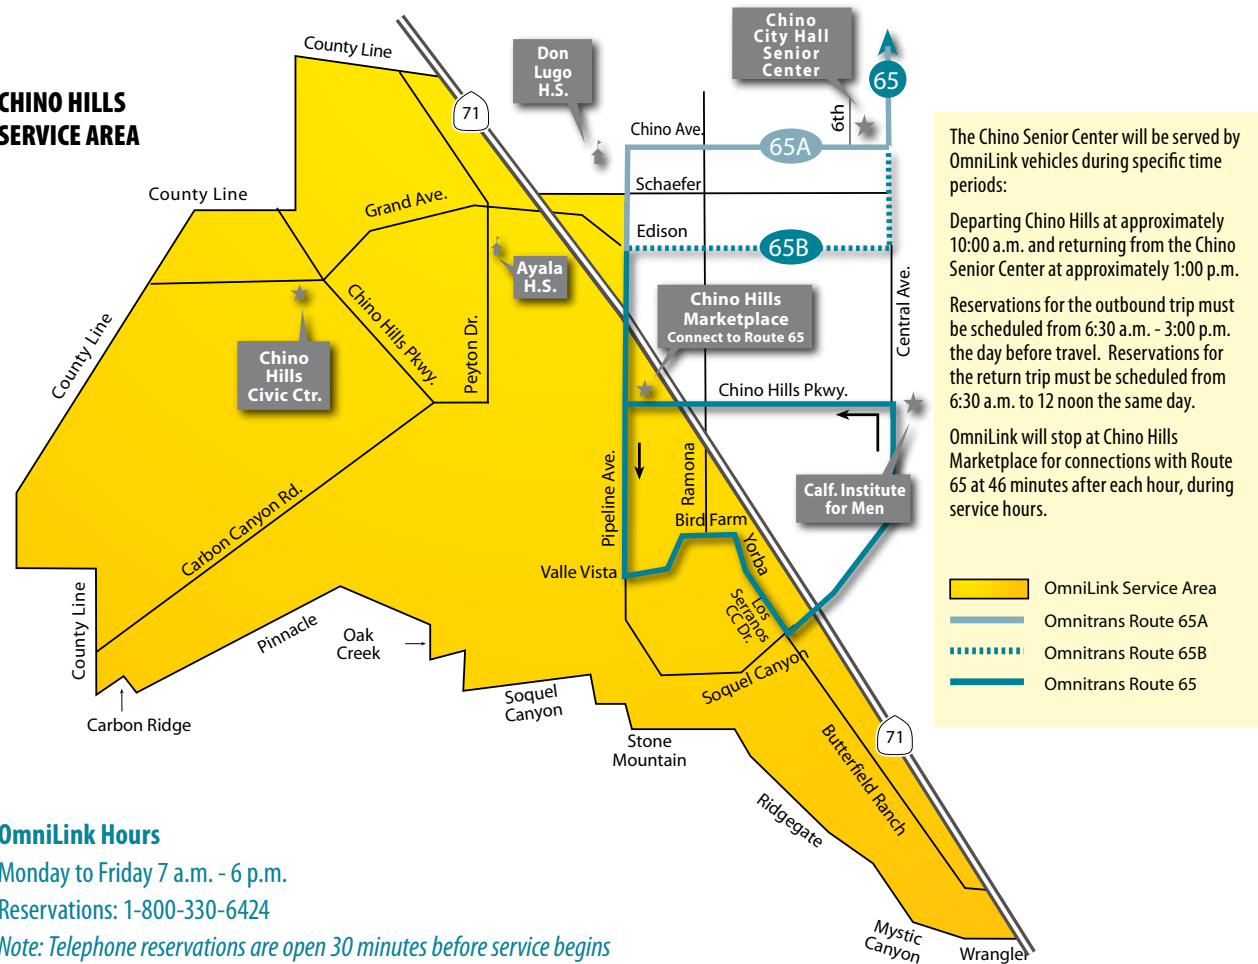 CHINO HILLS
SERVICE AREA
County Line
71
Don
Lugo
H.S.
Chino
City Hall
Senior
Center
65
6th
Chino Ave.
65A
Schaefer
Edison
65B
County Line
Grand Ave.
Ayala
H.S.
Chino Hills
Marketplace
Connect to Route 65
Central Ave.
County Line
Chino
Hills
Civic Ctr.
Chino Hills Pkwy.
Peyton Dr.
Chino Hills Pkwy.
Pipeline Ave.
Ramona
Calf. Institute
for Men
Bird Farm
Yorba
Valle Vista
Los
Serranos
CC Dr.
Carbon Canyon Rd.
County Line
Pinnacle
Oak
Creek
Carbon Ridge
Soquel Canyon
Soquel
Canyon
Stone
Mountain
71
Butterfield Ranch
Ridgegate
Mystic
Canyon
Wrangler
The Chino Senior Center will be served by
OmniLink vehicles during specific time
periods:
Departing Chino Hills at approximately
10:00 a.m. and returning from the Chino
Senior Center at approximately 1:00 p.m.
Reservations for the outbound trip must
be scheduled from 6:30 a.m. - 3:00 p.m.
the day before travel.  Reservations for
the return trip must be scheduled from
6:30 a.m. to 12 noon the same day.
OmniLink will stop at Chino Hills
Marketplace for connections with Route
65 at 46 minutes after each hour, during
service hours.
OmniLink Service Area
Omnitrans Route 65A
Omnitrans Route 65B
Omnitrans Route 65
OmniLink Hours
Monday to Friday 7 a.m. - 6 p.m.
Reservations: 1-800-330-6424
Note: Telephone reservations are open 30 minutes before service begins